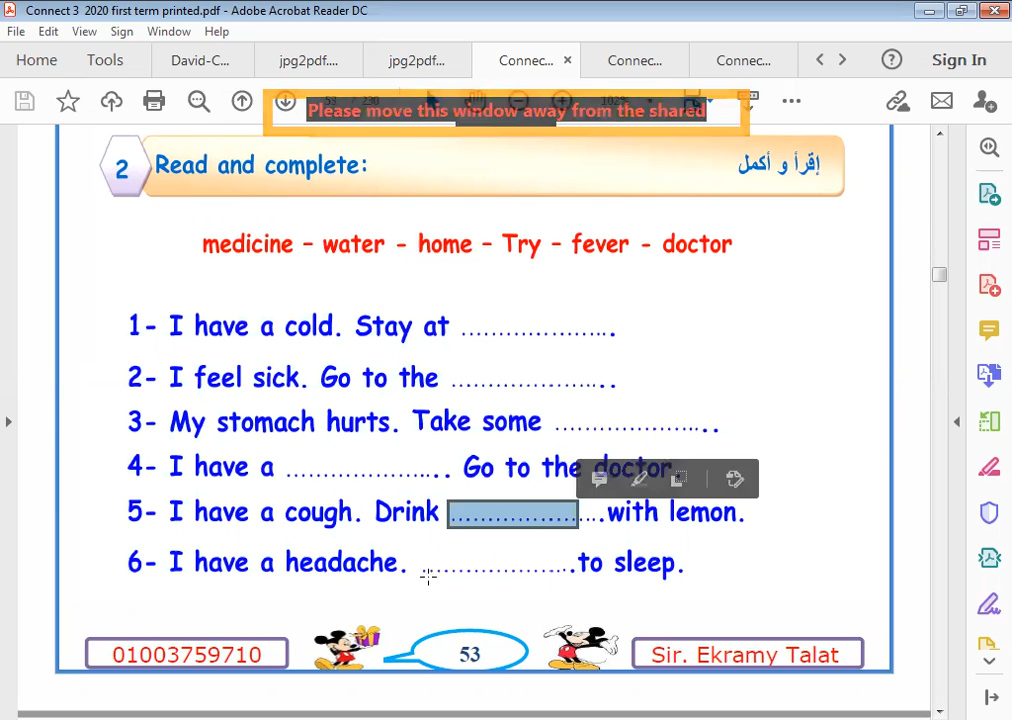 Connect 3 2020 first term printed.pdf - Adobe Acrobat Reader DC
File Edit View Sign Window Help
Home Tools David-C... jpg2pdf.... jpg2pdf.... Connec... × Connec... Connec... Sign In
Please move this window away from the shared
2 Read and complete: إقرأ و أكمل
medicine – water - home – Try – fever - doctor
1- I have a cold. Stay at ………………….
2- I feel sick. Go to the …………………..
3- My stomach hurts. Take some …………………..
4- I have a ………………….. Go to the doctor.
5- I have a cough. Drink ………………….with lemon.
6- I have a headache. ………………….to sleep.
01003759710 53 Sir. Ekramy Talat